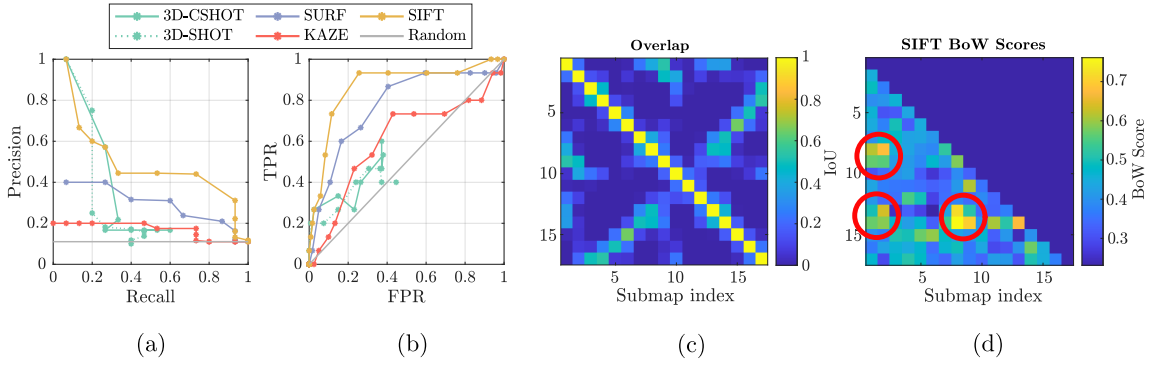 3D-CSHOT SURF SIFT
3D-SHOT KAZE Random
Precision
1
0.8
0.6
0.4
0.2
0
0 0.2 0.4 0.6 0.8 1
Recall
(a)
TPR
1
0.8
0.6
0.4
0.2
0
0 0.2 0.4 0.6 0.8 1
FPR
(b)
Overlap
5
10
15
5 10 15
Submap index
1
0.8
0.6
0.4
0.2
0
IoU
(c)
SIFT BoW Scores
5
10
15
5 10 15
Submap index
0.7
0.6
0.5
0.4
0.3
BoW Score
(d)